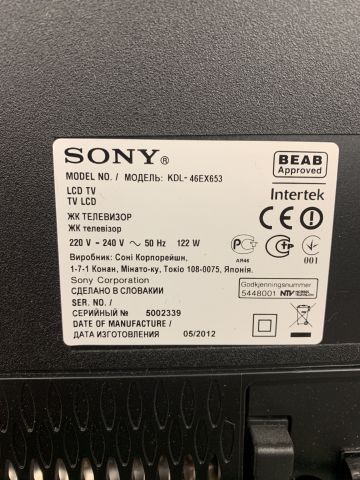 SONY®
BEAB
Approved
MODEL NO. / МОДЕЛЬ: KDL- 46EX653
Intertek
LCD TV
TV LCD
ЖК ТЕЛЕВИЗОР
ЖК телевізор
220 V – 240 V ~ 50 Hz 122 W
АЯ46
001
Виробник: Соні Корпорейшн,
1-7-1 Конан, Мінато-ку, Токіо 108-0075, Японія.
Sony Corporation
СДЕЛАНО В СЛОВАКИИ
Godkjenningsnummer
5448001 NTV
SER. NO. /
СЕРИЙНЫЙ № 5002339
DATE OF MANUFACTURE /
ДАТА ИЗГОТОВЛЕНИЯ 05/2012